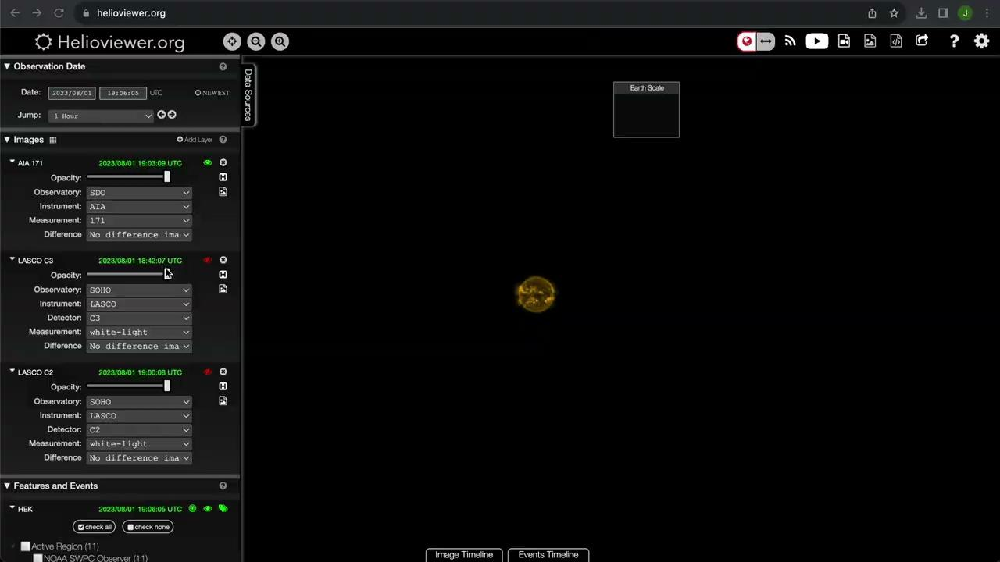 helioviewer.org
J
Helioviewer.org
Observation Date
Date: 2023/08/01 19:06:05 UTC NEWEST
Jump: 1 Hour
Images Add Layer
AIA 171 2023/08/01 19:03:09 UTC
Opacity:
Observatory: SDO
Instrument: AIA
Measurement: 171
Difference No difference ima
LASCO C3 2023/08/01 18:42:07 UTC
Opacity:
Observatory: SOHO
Instrument: LASCO
Detector: C3
Measurement: white-light
Difference No difference ima
LASCO C2 2023/08/01 19:00:08 UTC
Opacity:
Observatory: SOHO
Instrument: LASCO
Detector: C2
Measurement: white-light
Difference No difference ima
Features and Events
HEK 2023/08/01 19:06:05 UTC
check all check none
Active Region (11)
NOAA SWPC Observer (11)
Data Sources
Earth Scale
Image Timeline Events Timeline